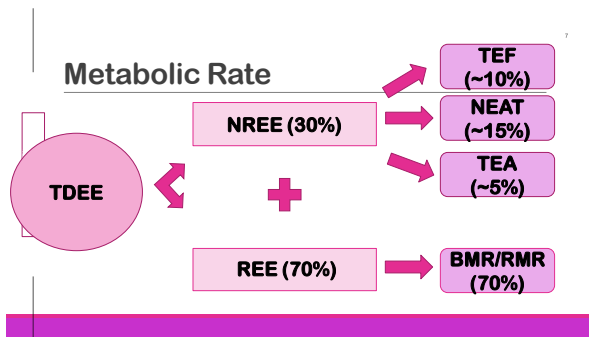 7
Metabolic Rate
TDEE
NREE (30%)
REE (70%)
TEF
(~10%)
NEAT
(~15%)
TEA
(~5%)
BMR/RMR
(70%)